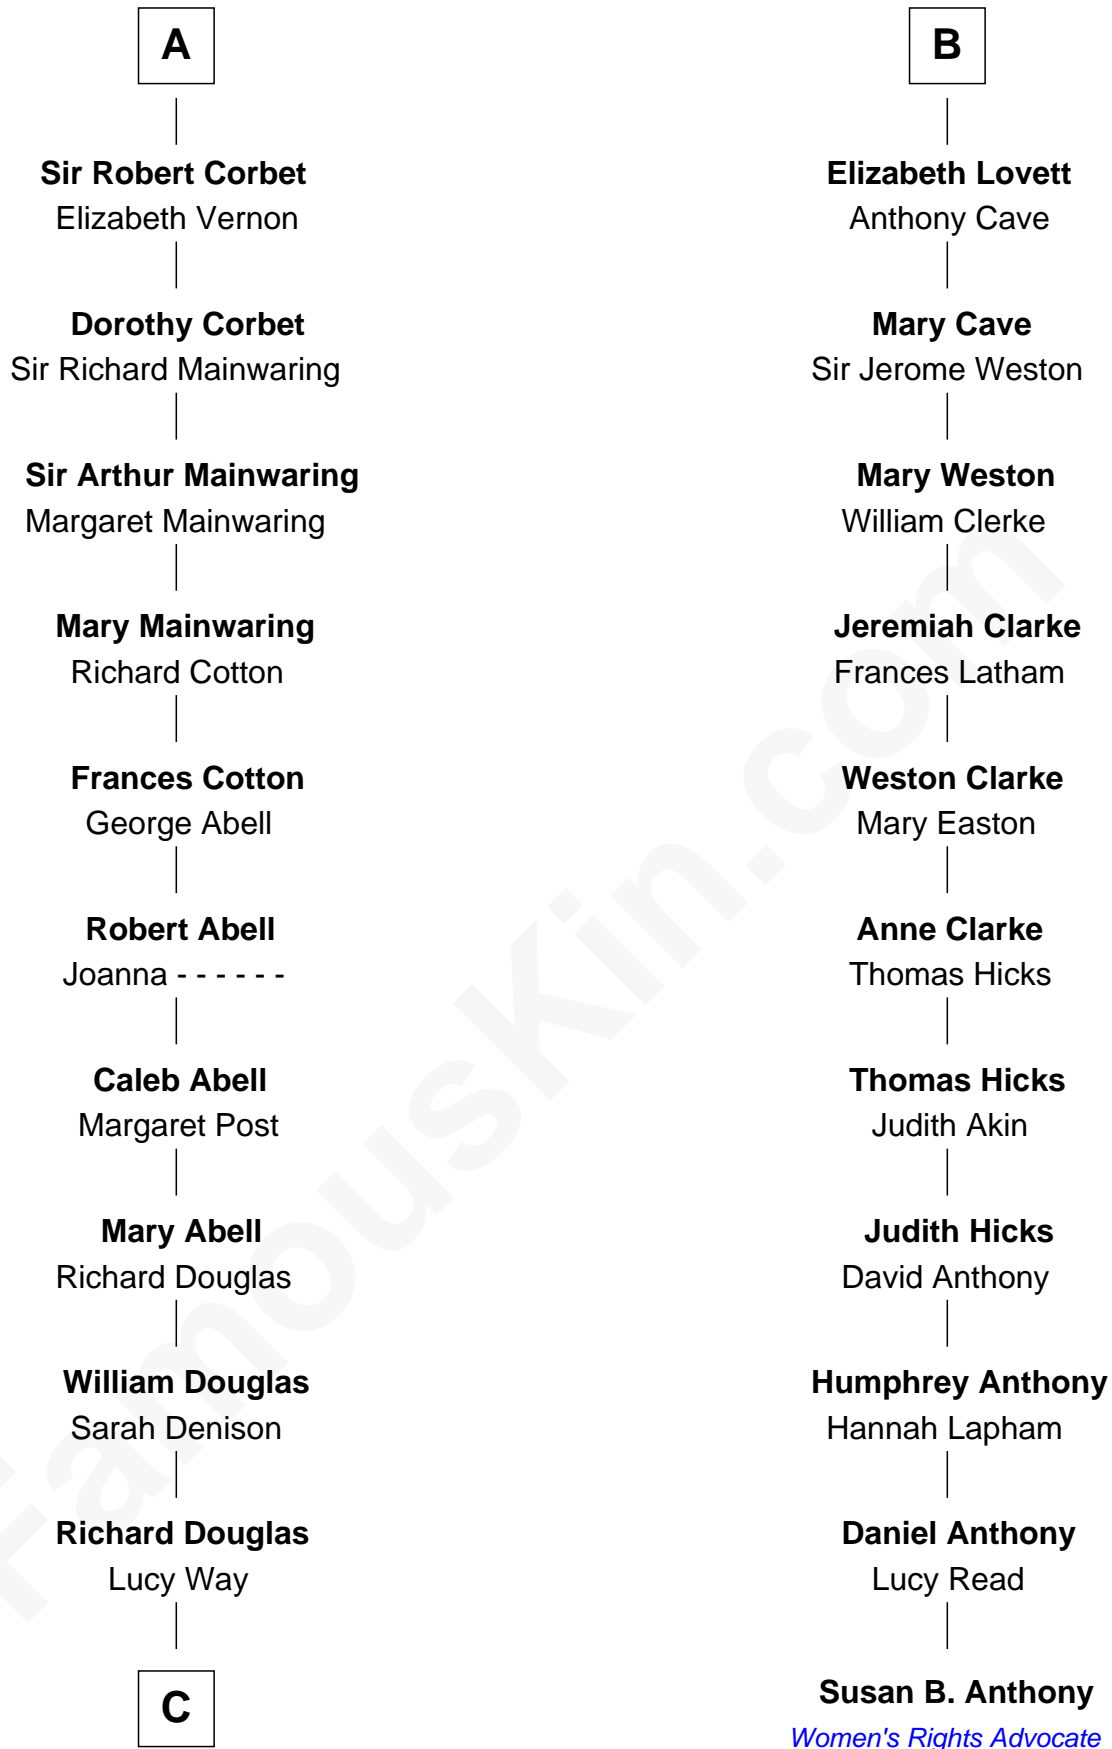 A
Sir Robert Corbet
Elizabeth Vernon
Dorothy Corbet
Sir Richard Mainwaring
Sir Arthur Mainwaring
Margaret Mainwaring
Mary Mainwaring
Richard Cotton
Frances Cotton
George Abell
Robert Abell
Joanna - - - - - -
Caleb Abell
Margaret Post
Mary Abell
Richard Douglas
William Douglas
Sarah Denison
Richard Douglas
Lucy Way
C
B
Elizabeth Lovett
Anthony Cave
Mary Cave
Sir Jerome Weston
Mary Weston
William Clerke
Jeremiah Clarke
Frances Latham
Weston Clarke
Mary Easton
Anne Clarke
Thomas Hicks
Thomas Hicks
Judith Akin
Judith Hicks
David Anthony
Humphrey Anthony
Hannah Lapham
Daniel Anthony
Lucy Read
Susan B. Anthony
Women's Rights Advocate
FamousKin.com